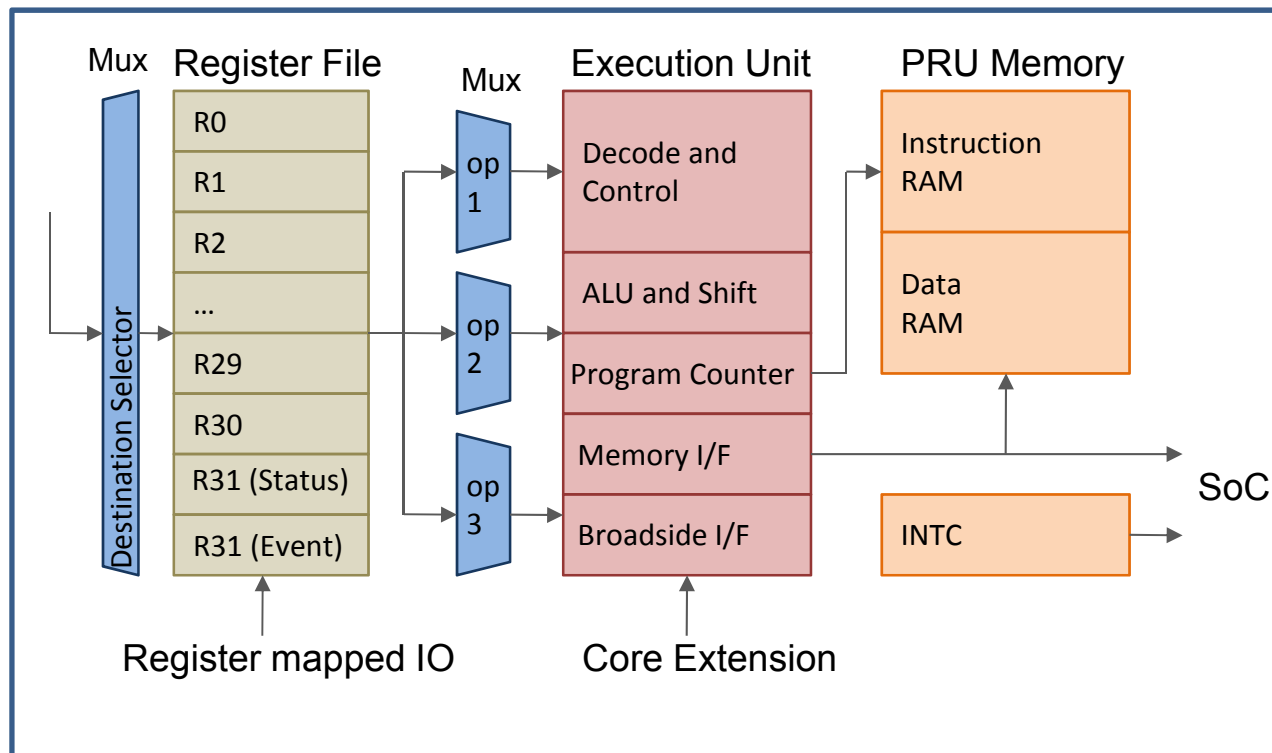 Mux
Register File
Mux
Execution Unit
PRU Memory
Destination Selector
R0
R1
R2
...
R29
R30
R31 (Status)
R31 (Event)
op
1
op
2
op
3
Decode and
Control
ALU and Shift
Program Counter
Memory I/F
Broadside I/F
Instruction
RAM
Data
RAM
INTC
SoC
Register mapped IO
Core Extension